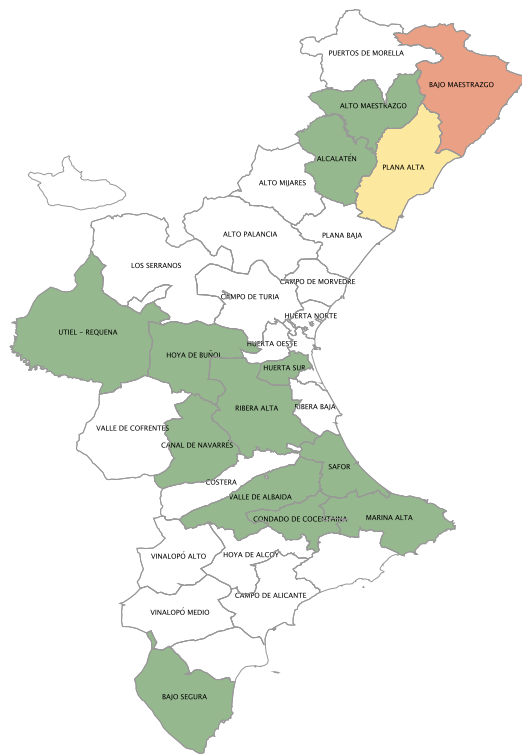 PUERTOS DE MORELLA
BAJO MAESTRAZGO
ALTO MAESTRAZGO
ALCALATÉN
PLANA ALTA
ALTO MIJARES
ALTO PALANCIA
PLANA BAJA
LOS SERRANOS
CAMPO DE MORVEDRE
CAMPO DE TURIA
HUERTA NORTE
UTIEL - REQUENA
HUERTA OESTE
HOYA DE BUÑOL
HUERTA SUR
RIBERA ALTA
RIBERA BAJA
VALLE DE COFRENTES
CANAL DE NAVARRÉS
SAFOR
COSTERA
VALLE DE ALBAIDA
CONDADO DE COCENTAINA
MARINA ALTA
VINALOPÓ ALTO
HOYA DE ALCOY
CAMPO DE ALICANTE
VINALOPÓ MEDIO
BAJO SEGURA